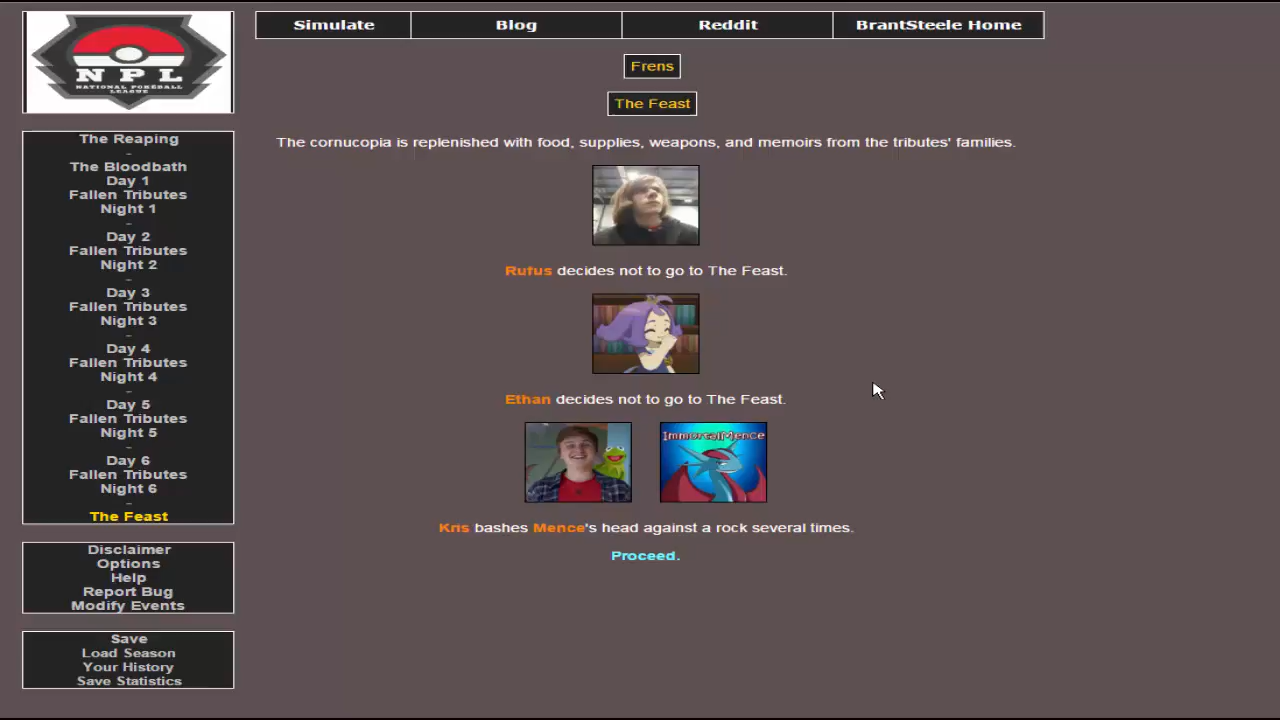 NPL
NATIONAL POKÉBALL
LEAGUE
Simulate
Blog
Reddit
BrantSteele Home
Frens
The Feast
The cornucopia is replenished with food, supplies, weapons, and memoirs from the tributes' families.
Rufus decides not to go to The Feast.
Ethan decides not to go to The Feast.
ImmortalMence
Kris bashes Mence's head against a rock several times.
Proceed.
The Reaping
-
The Bloodbath
Day 1
Fallen Tributes
Night 1
-
Day 2
Fallen Tributes
Night 2
-
Day 3
Fallen Tributes
Night 3
-
Day 4
Fallen Tributes
Night 4
-
Day 5
Fallen Tributes
Night 5
-
Day 6
Fallen Tributes
Night 6
-
The Feast
Disclaimer
Options
Help
Report Bug
Modify Events
Save
Load Season
Your History
Save Statistics